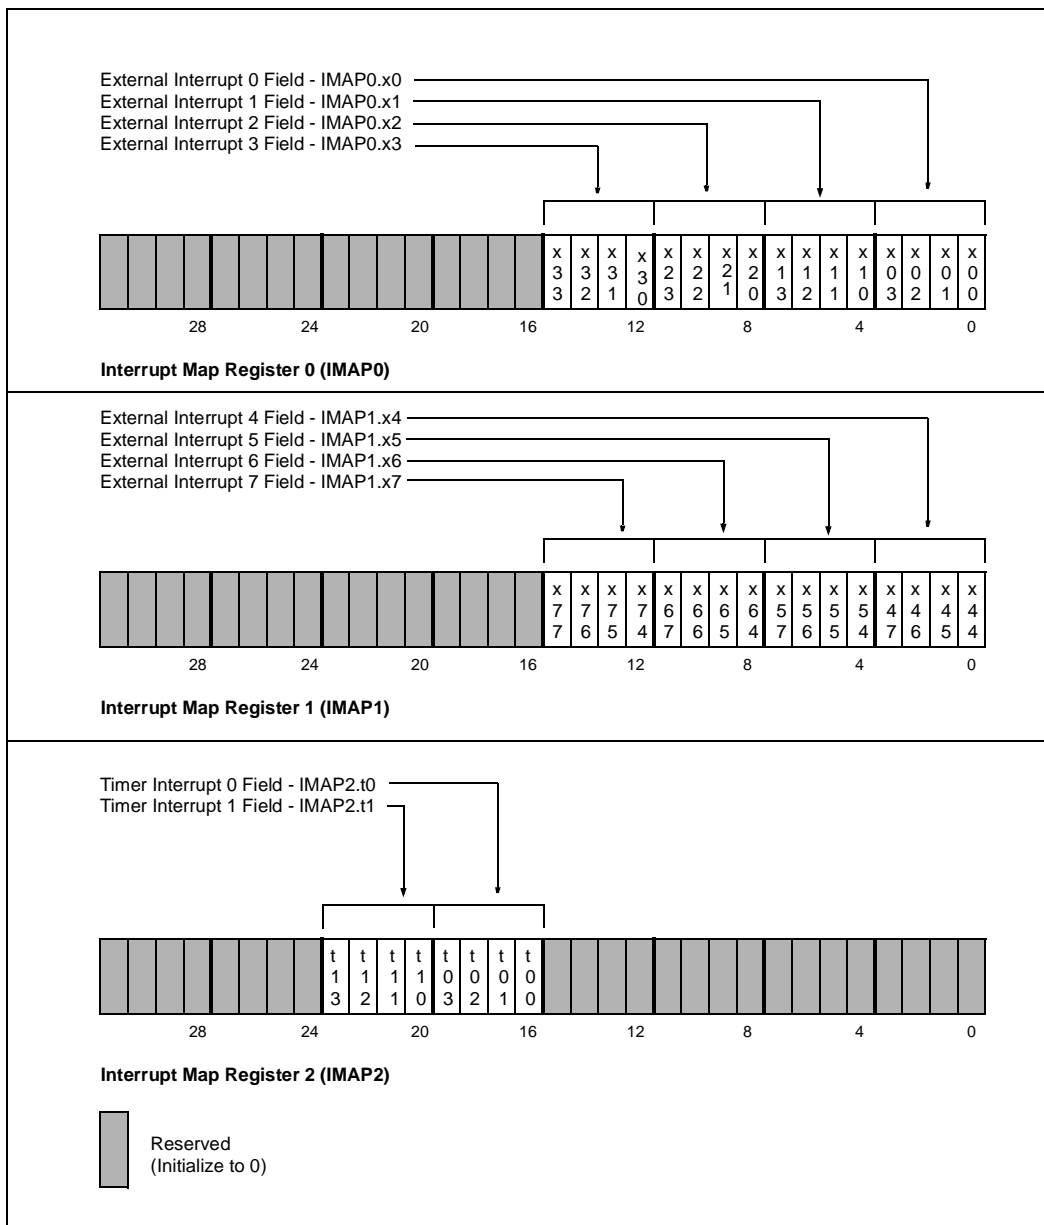 External Interrupt 0 Field - IMAP0.x0
External Interrupt 1 Field - IMAP0.x1
External Interrupt 2 Field - IMAP0.x2
External Interrupt 3 Field - IMAP0.x3
x33 x32 x31 x30 x23 x22 x21 x20 x13 x12 x11 x10 x03 x02 x01 x00
28 24 20 16 12 8 4 0
Interrupt Map Register 0 (IMAP0)
External Interrupt 4 Field - IMAP1.x4
External Interrupt 5 Field - IMAP1.x5
External Interrupt 6 Field - IMAP1.x6
External Interrupt 7 Field - IMAP1.x7
x77 x76 x75 x74 x67 x66 x65 x64 x57 x56 x55 x54 x47 x46 x45 x44
28 24 20 16 12 8 4 0
Interrupt Map Register 1 (IMAP1)
Timer Interrupt 0 Field - IMAP2.t0
Timer Interrupt 1 Field - IMAP2.t1
t13 t12 t11 t10 t03 t02 t01 t00
28 24 20 16 12 8 4 0
Interrupt Map Register 2 (IMAP2)
Reserved
(Initialize to 0)